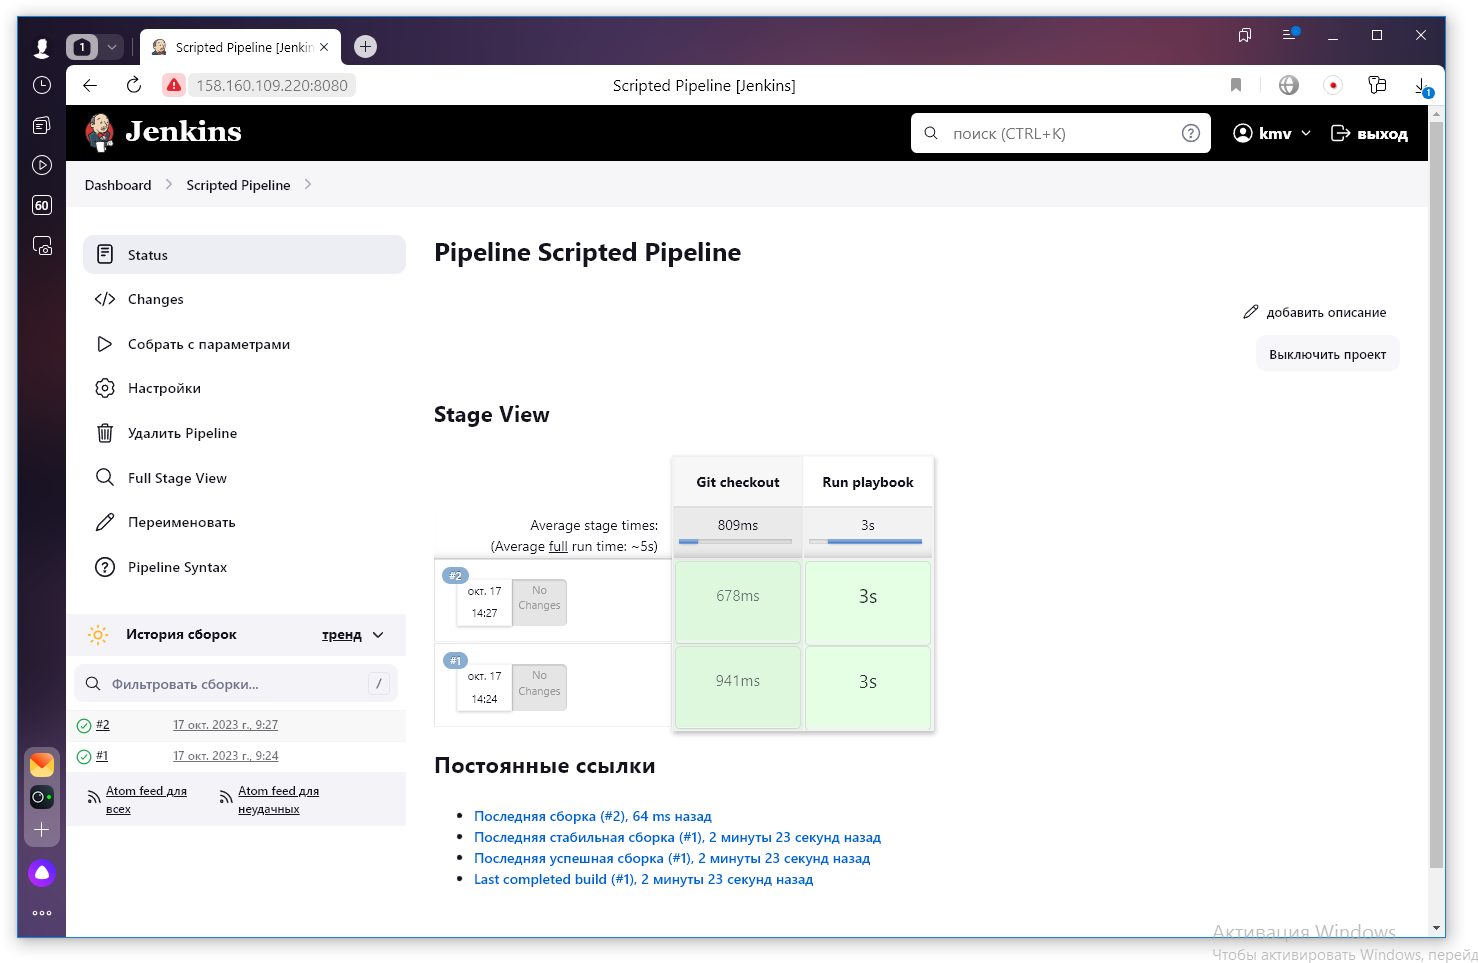 1
Scripted Pipeline [Jenkin
158.160.109.220:8080
Scripted Pipeline [Jenkins]
1
Jenkins
поиск (CTRL+K)
kmv
выход
Dashboard
Scripted Pipeline
60
Status
Changes
Собрать с параметрами
Настройки
Удалить Pipeline
Full Stage View
Переименовать
Pipeline Syntax
История сборок
тренд
Фильтровать сборки...
/
#2
17 окт. 2023 г., 9:27
#1
17 окт. 2023 г., 9:24
Atom feed для
всех
Atom feed для
неудачных
Pipeline Scripted Pipeline
добавить описание
Выключить проект
Stage View
Git checkout
Run playbook
Average stage times:
(Average full run time: ~5s)
809ms
3s
#2
окт. 17
14:27
No
Changes
678ms
3s
#1
окт. 17
14:24
No
Changes
941ms
3s
Постоянные ссылки
Последняя сборка (#2), 64 ms назад
Последняя стабильная сборка (#1), 2 минуты 23 секунд назад
Последняя успешная сборка (#1), 2 минуты 23 секунд назад
Last completed build (#1), 2 минуты 23 секунд назад
Активация Windows
Чтобы активировать Windows, перейд